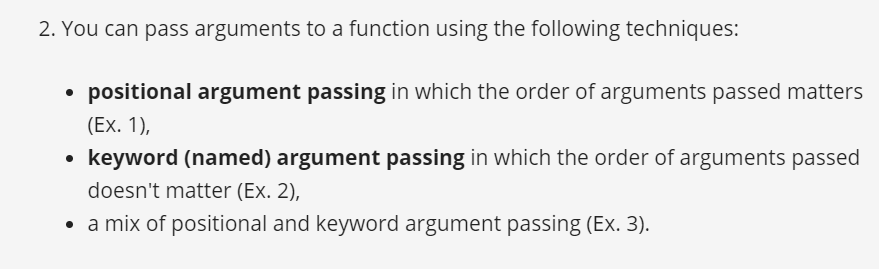 2. You can pass arguments to a function using the following techniques:
• positional argument passing in which the order of arguments passed matters
(Ex. 1),
• keyword (named) argument passing in which the order of arguments passed
doesn't matter (Ex. 2),
• a mix of positional and keyword argument passing (Ex. 3).